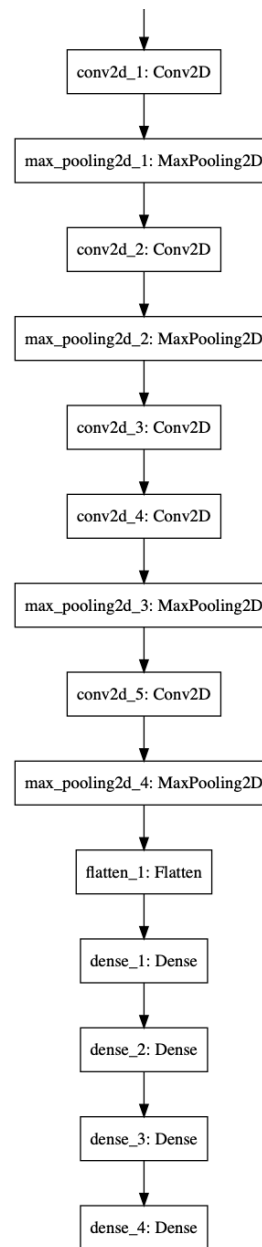 conv2d_1: Conv2D
max_pooling2d_1: MaxPooling2D
conv2d_2: Conv2D
max_pooling2d_2: MaxPooling2D
conv2d_3: Conv2D
conv2d_4: Conv2D
max_pooling2d_3: MaxPooling2D
conv2d_5: Conv2D
max_pooling2d_4: MaxPooling2D
flatten_1: Flatten
dense_1: Dense
dense_2: Dense
dense_3: Dense
dense_4: Dense